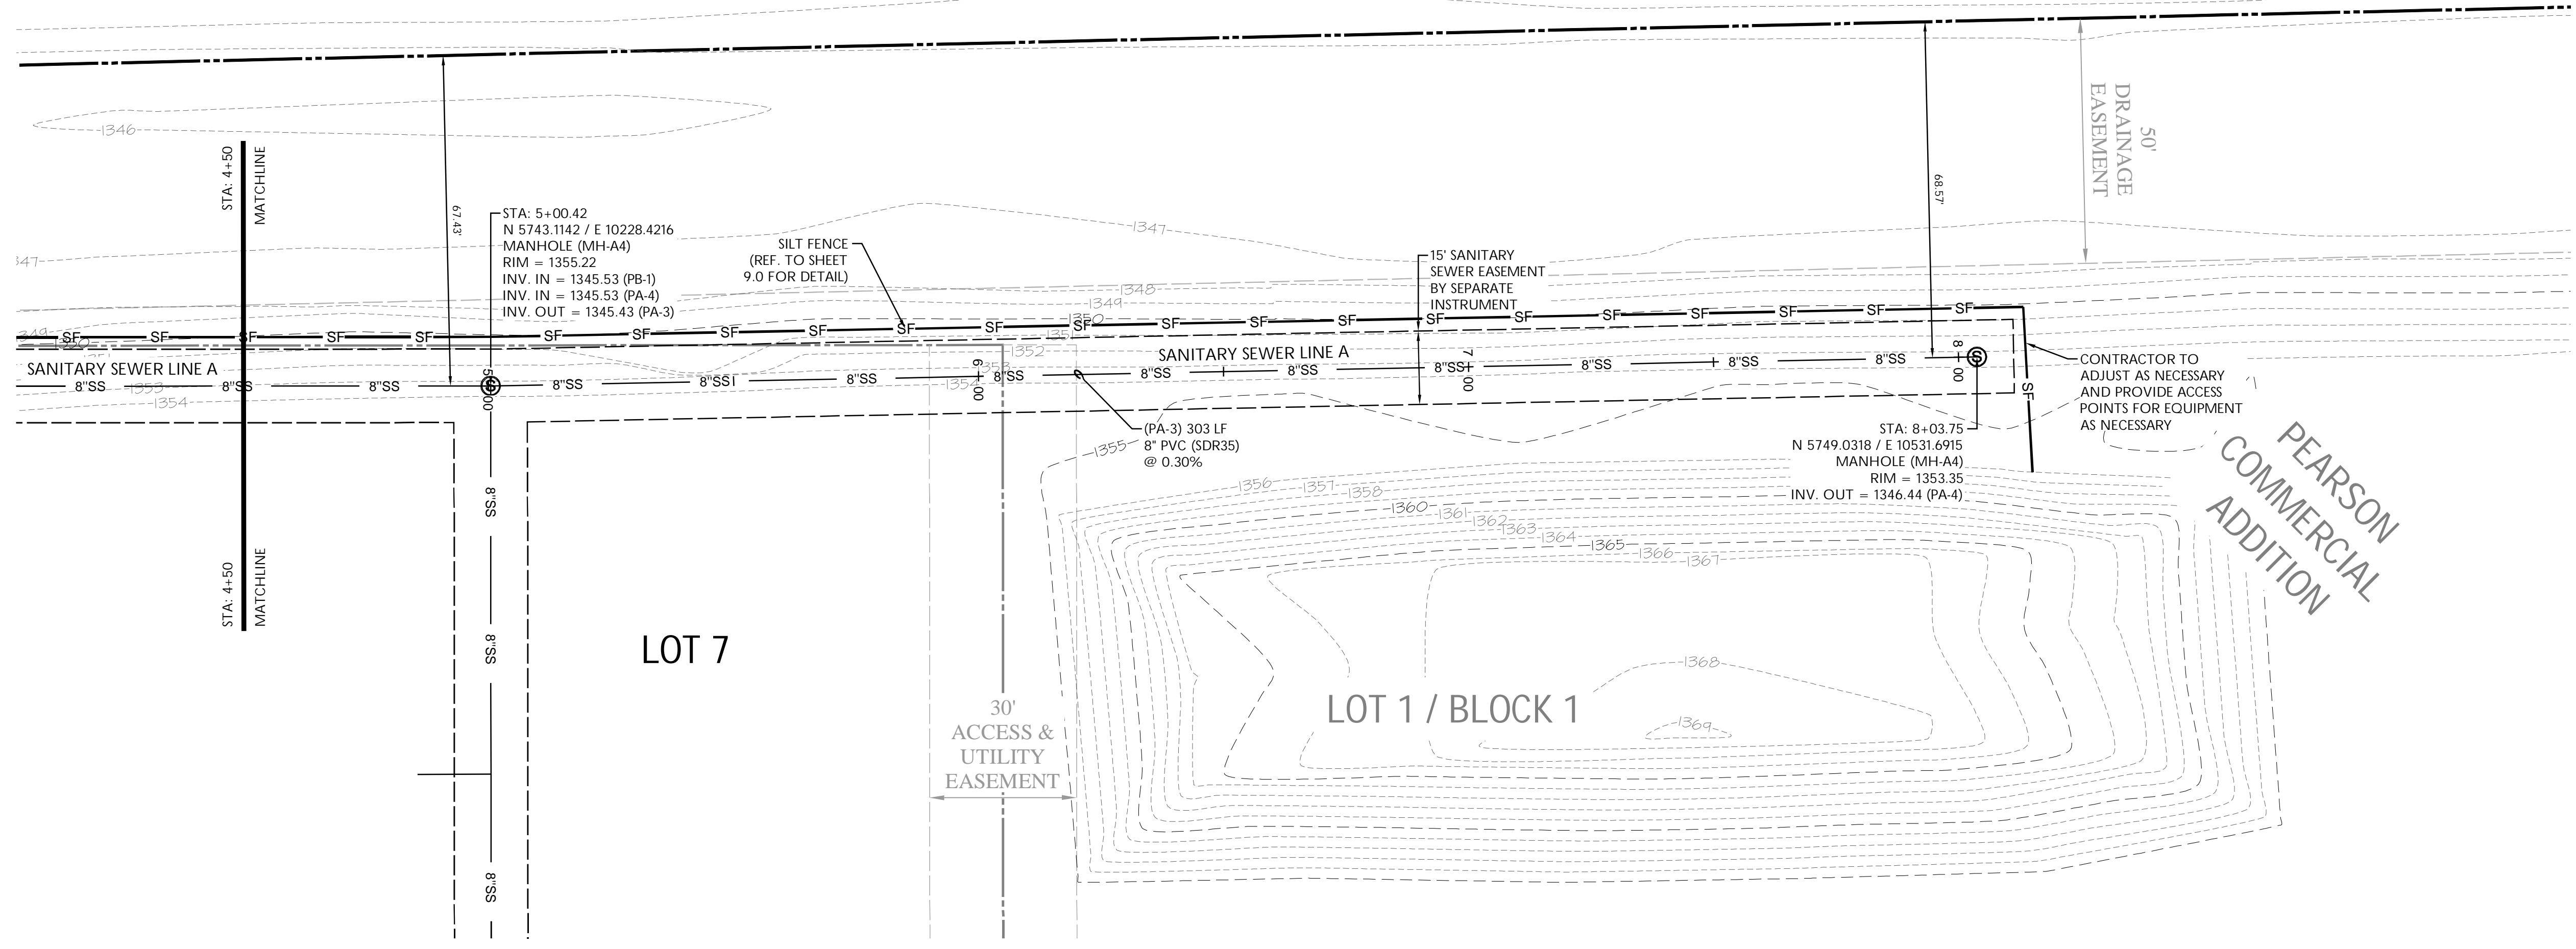 1346
STA: 4+50
MATCHLINE
67.43'
STA: 5+00.42
N 5743.1142 / E 10228.4216
MANHOLE (MH-A4)
RIM = 1355.22
INV. IN = 1345.53 (PB-1)
INV. IN = 1345.53 (PA-4)
INV. OUT = 1345.43 (PA-3)
SILT FENCE
(REF. TO SHEET
9.0 FOR DETAIL)
1347
15' SANITARY
SEWER EASEMENT
BY SEPARATE
INSTRUMENT
68.57'
50'
DRAINAGE
EASEMENT
347
1348
1349
1350
1351
1352
1353
1354
349
SF SF SF SF SF SF SF SF SF SF SF SF SF SF SF SF SF SF SF SF SF SF
SF
SANITARY SEWER LINE A
SANITARY SEWER LINE A
1353
1354
8"SS 8"SS 8"SS 8"SS 8"SS 8"SS 8"SS 8"SS 8"SS 8"SS 8"SS 8"SS 8"SS
6+00
7+00
8+00
S
CONTRACTOR TO
ADJUST AS NECESSARY
AND PROVIDE ACCESS
POINTS FOR EQUIPMENT
AS NECESSARY
(PA-3) 303 LF
8" PVC (SDR35)
@ 0.30%
STA: 8+03.75
N 5749.0318 / E 10531.6915
MANHOLE (MH-A4)
RIM = 1353.35
INV. OUT = 1346.44 (PA-4)
PEARSON
COMMERCIAL
ADDITION
1355
1356
1357
1358
1360
1361
1362
1363
1364
1365
1366
1367
1368
1369
STA: 4+50
MATCHLINE
8"SS
8"SS
8"SS
LOT 7
30'
ACCESS &
UTILITY
EASEMENT
LOT 1 / BLOCK 1